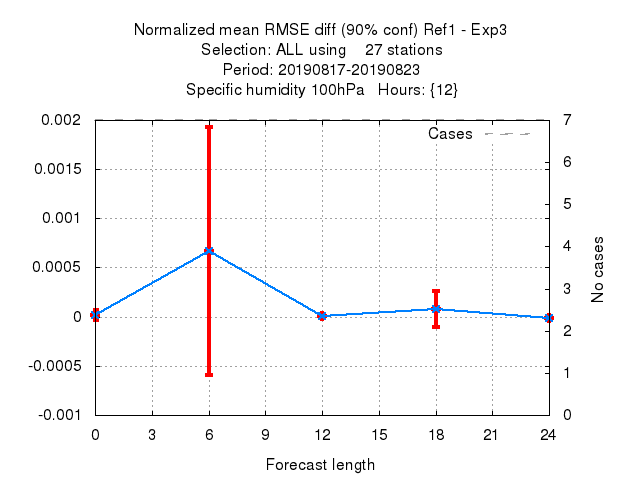 Normalized mean RMSE diff (90% conf) Ref1 - Exp3
Selection: ALL using    27 stations
Period: 20190817-20190823
Specific humidity 100hPa   Hours: {12}
0.002
0.0015
0.001
0.0005
0
-0.0005
-0.001
7
6
5
4
3
2
1
0
Cases
No cases
0 3 6 9 12 15 18 21 24
Forecast length